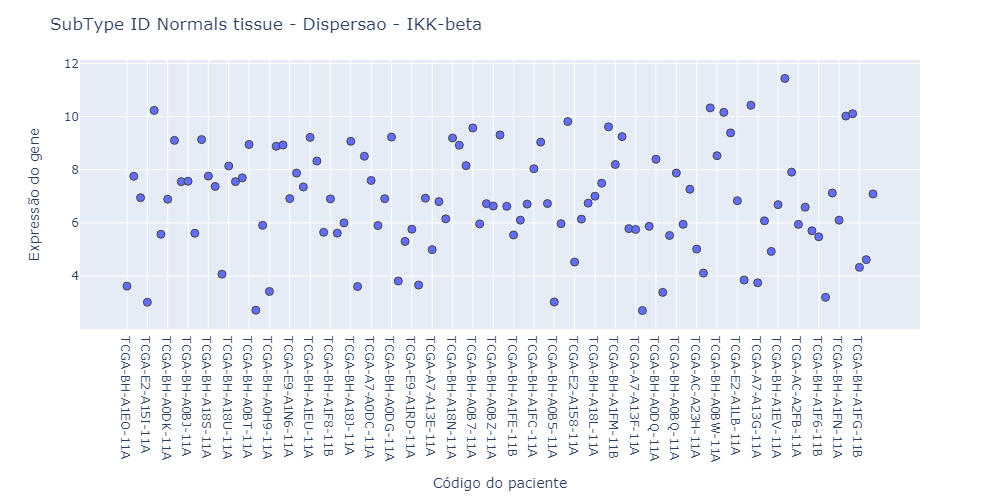 SubType ID Normals tissue - Dispersao - IKK-beta
12
10
8
6
4
Expressão do gene
TCGA-BH-A1EO-11A
TCGA-E2-A15I-11A
TCGA-BH-A0DK-11A
TCGA-BH-A0BJ-11A
TCGA-BH-A18S-11A
TCGA-BH-A18U-11A
TCGA-BH-A0BT-11A
TCGA-BH-A0H9-11A
TCGA-E9-A1N6-11A
TCGA-BH-A1EU-11A
TCGA-BH-A1F8-11B
TCGA-BH-A18J-11A
TCGA-A7-A0DC-11A
TCGA-BH-A0DG-11A
TCGA-E9-A1RD-11A
TCGA-A7-A13E-11A
TCGA-BH-A18N-11A
TCGA-BH-A0B7-11A
TCGA-BH-A0BZ-11A
TCGA-BH-A1FE-11B
TCGA-BH-A1FC-11A
TCGA-BH-A0B5-11A
TCGA-E2-A158-11A
TCGA-BH-A18L-11A
TCGA-BH-A1FM-11B
TCGA-A7-A13F-11A
TCGA-BH-A0DQ-11A
TCGA-BH-A0BQ-11A
TCGA-AC-A23H-11A
TCGA-BH-A0BW-11A
TCGA-E2-A1LB-11A
TCGA-A7-A13G-11A
TCGA-BH-A1EV-11A
TCGA-AC-A2FB-11A
TCGA-BH-A1F6-11B
TCGA-BH-A1FN-11A
TCGA-BH-A1FG-11B
Código do paciente